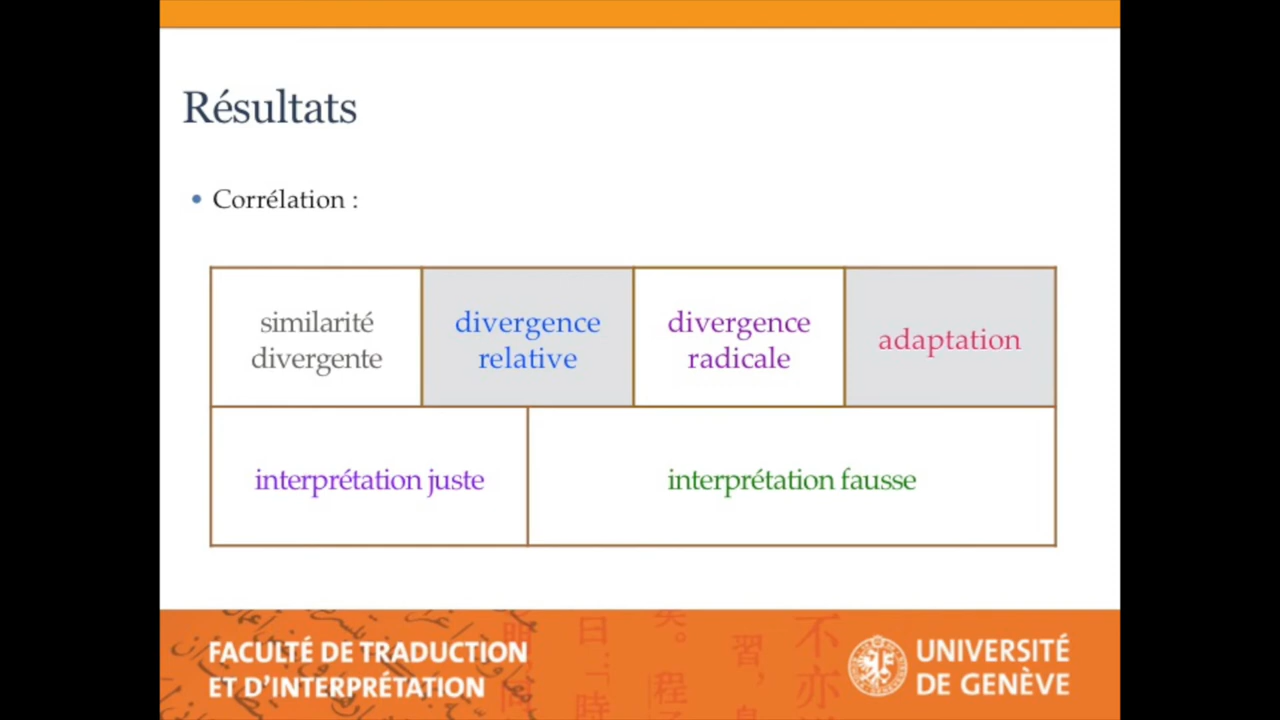 Résultats
• Corrélation :
similarité
divergente
divergence
relative
divergence
radicale
adaptation
interprétation juste
interprétation fausse
FACULTÉ DE TRADUCTION
ET D'INTERPRÉTATION
UNIVERSITÉ
DE GENÈVE